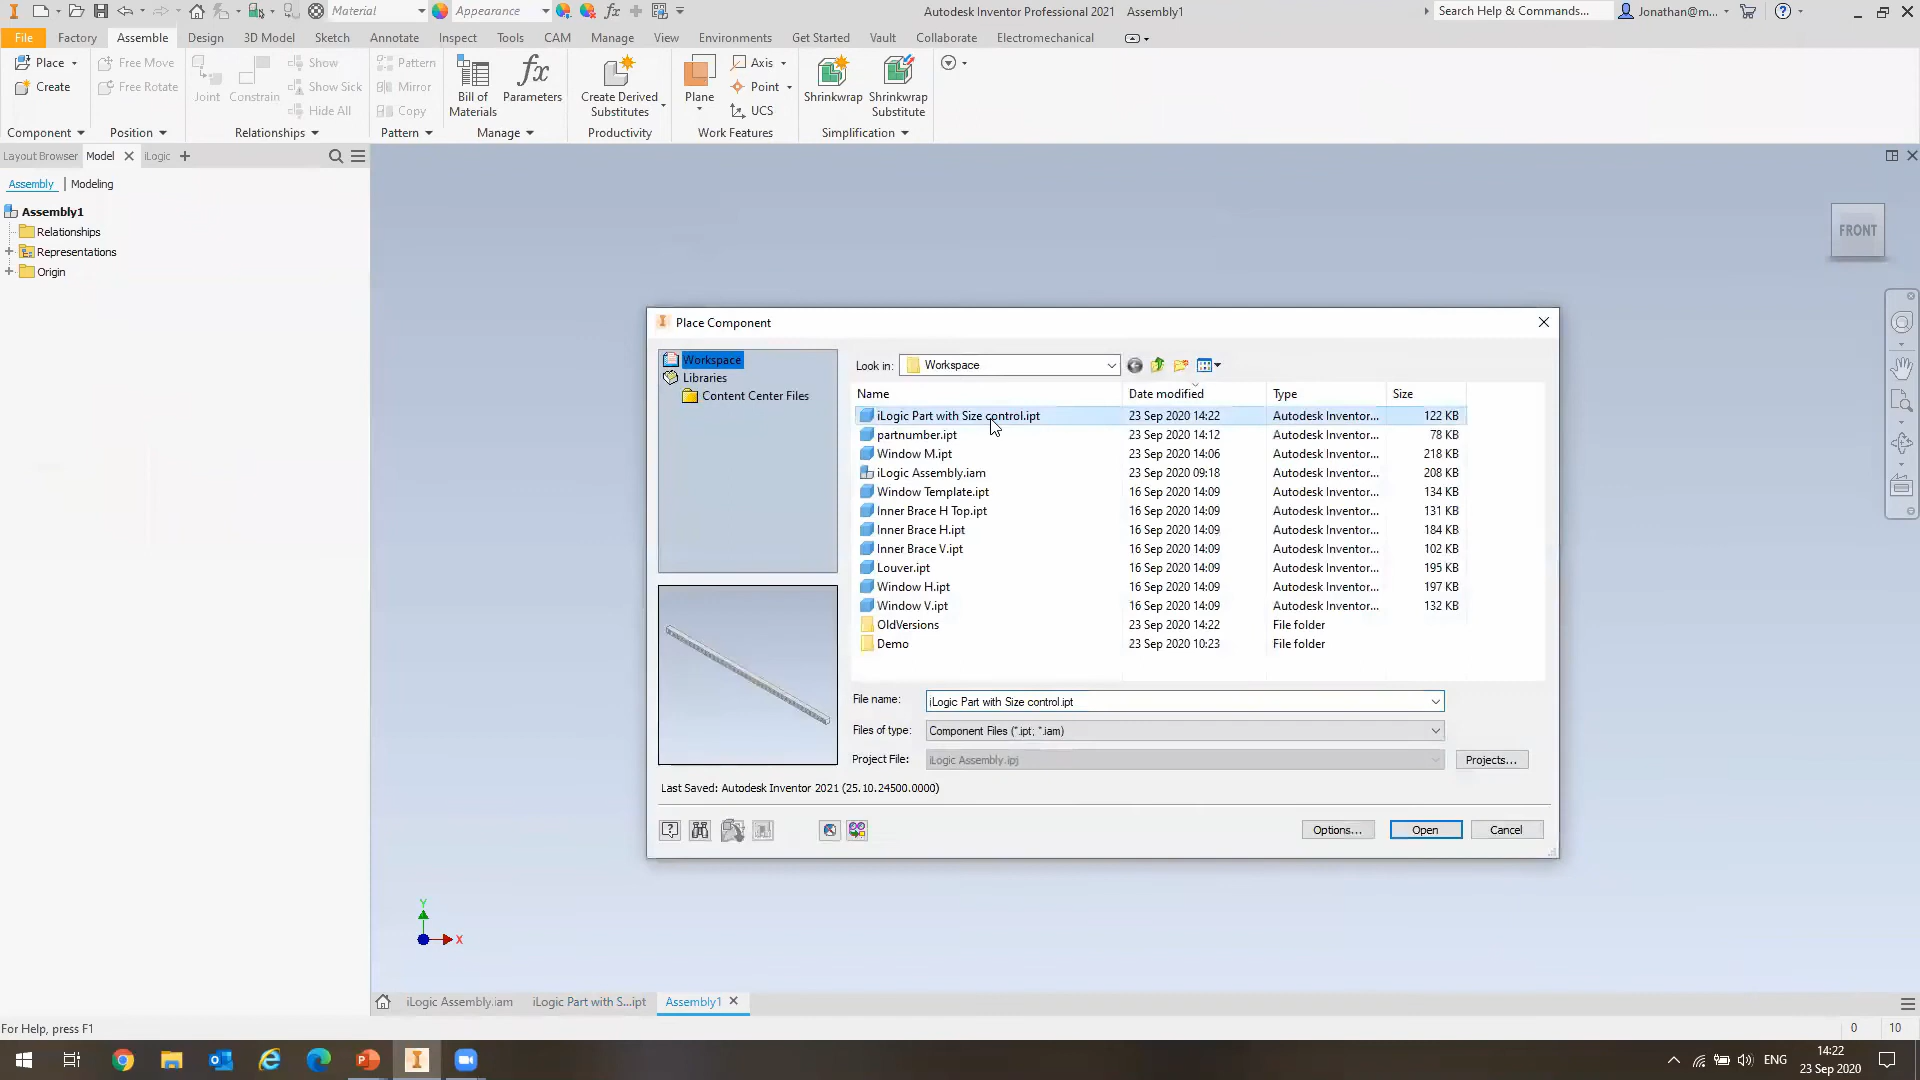 Material
Appearance
Autodesk Inventor Professional 2021 Assembly1
Search Help & Commands...
Jonathan@m...
File Factory Assemble Design 3D Model Sketch Annotate Inspect Tools CAM Manage View Environments Get Started Vault Collaborate Electromechanical
Place
Create
Component
Free Move
Free Rotate
Position
Joint
Constrain
Show
Show Sick
Hide All
Relationships
Pattern
Mirror
Copy
Pattern
Bill of
Materials
Parameters
Manage
Create Derived
Substitutes
Productivity
Plane
Axis
Point
UCS
Work Features
Shrinkwrap
Shrinkwrap
Substitute
Simplification
Layout Browser Model iLogic
Assembly | Modeling
Assembly1
Relationships
Representations
Origin
FRONT
Place Component
Workspace
Libraries
Content Center Files
Look in: Workspace
Name Date modified Type Size
iLogic Part with Size control.ipt 23 Sep 2020 14:22 Autodesk Inventor... 122 KB
partnumber.ipt 23 Sep 2020 14:12 Autodesk Inventor... 78 KB
Window M.ipt 23 Sep 2020 14:06 Autodesk Inventor... 218 KB
iLogic Assembly.iam 23 Sep 2020 09:18 Autodesk Inventor... 208 KB
Window Template.ipt 16 Sep 2020 14:09 Autodesk Inventor... 134 KB
Inner Brace H Top.ipt 16 Sep 2020 14:09 Autodesk Inventor... 131 KB
Inner Brace H.ipt 16 Sep 2020 14:09 Autodesk Inventor... 184 KB
Inner Brace V.ipt 16 Sep 2020 14:09 Autodesk Inventor... 102 KB
Louver.ipt 16 Sep 2020 14:09 Autodesk Inventor... 195 KB
Window H.ipt 16 Sep 2020 14:09 Autodesk Inventor... 197 KB
Window V.ipt 16 Sep 2020 14:09 Autodesk Inventor... 132 KB
OldVersions 23 Sep 2020 14:22 File folder
Demo 23 Sep 2020 10:23 File folder
File name: iLogic Part with Size control.ipt
Files of type: Component Files (*.ipt; *.iam)
Project File: iLogic Assembly.ipj Projects...
Last Saved: Autodesk Inventor 2021 (25.10.24500.0000)
Options... Open Cancel
Y
X
iLogic Assembly.iam iLogic Part with S...ipt Assembly1
For Help, press F1
0 10
ENG
14:22
23 Sep 2020